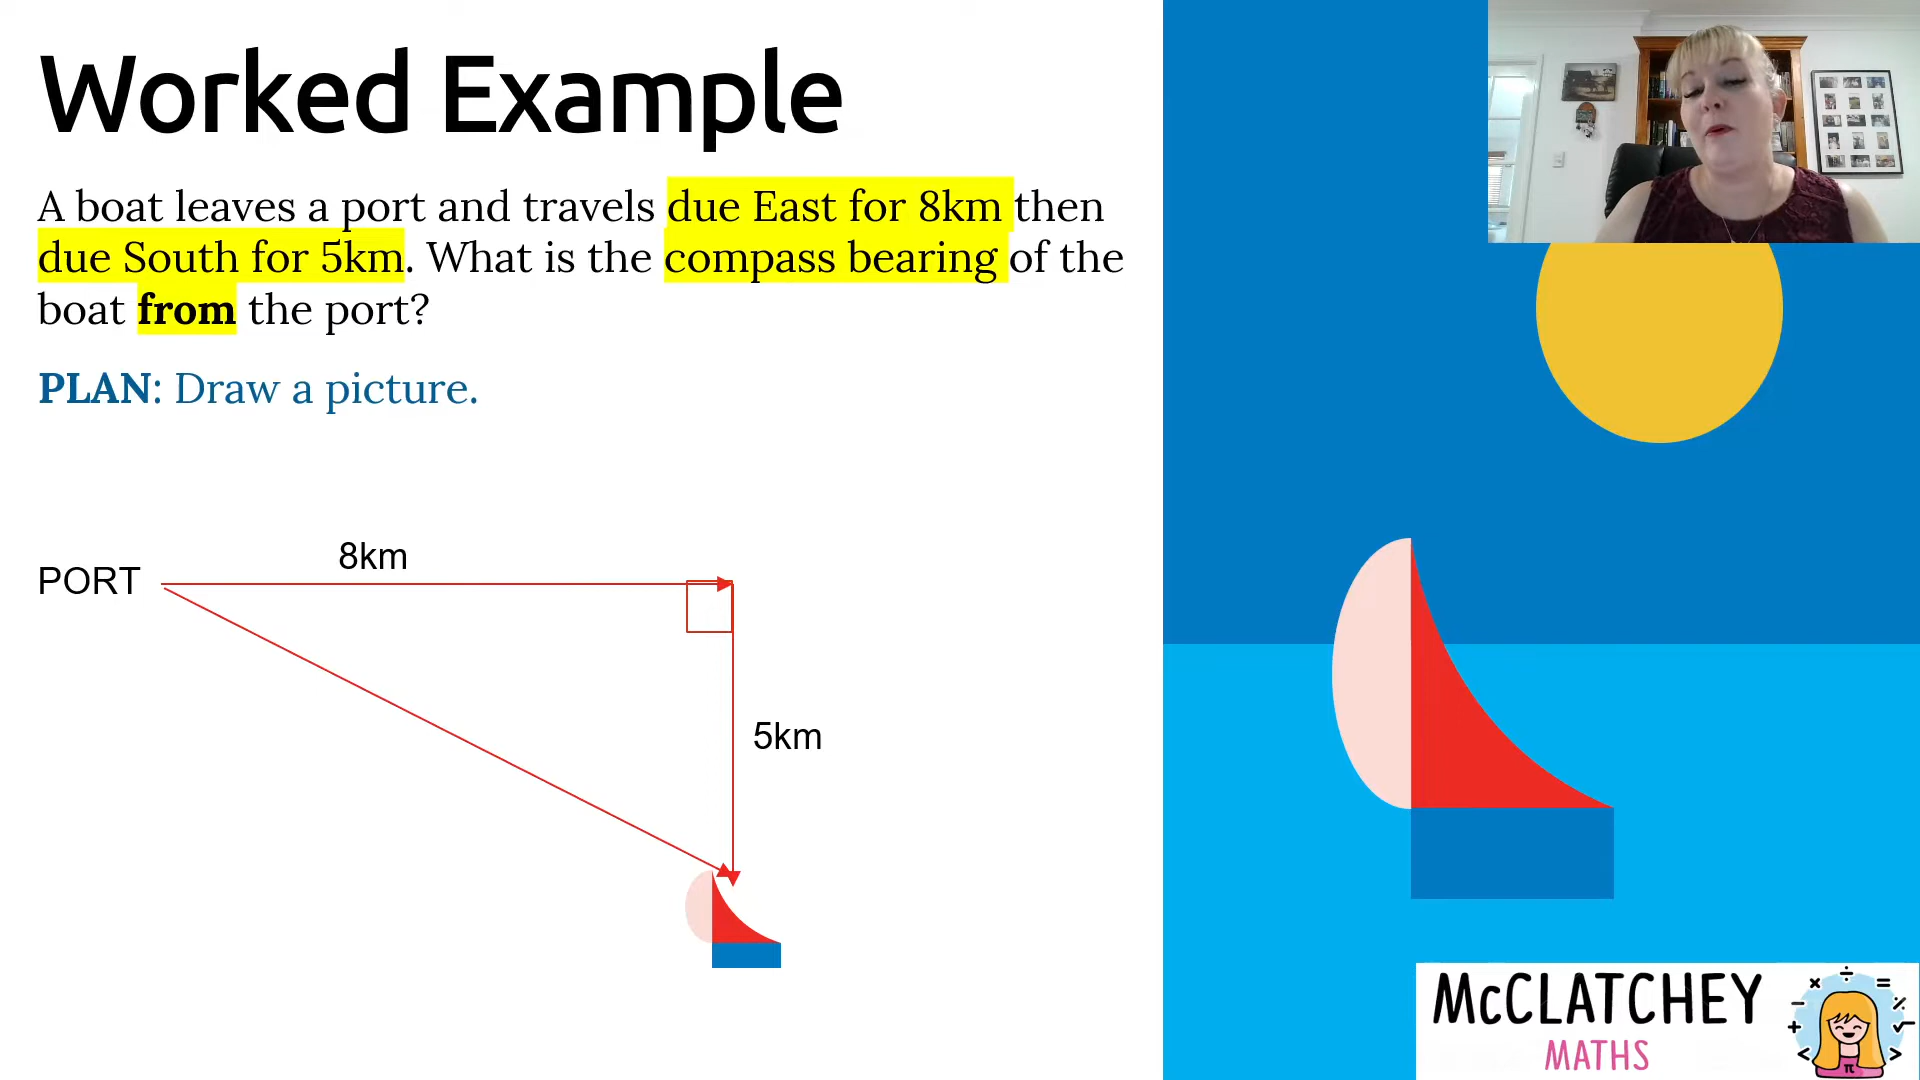 Worked Example
A boat leaves a port and travels due East for 8km then
due South for 5km. What is the compass bearing of the
boat from the port?
PLAN: Draw a picture.
8km
PORT
5km
McCLATCHEY
MATHS